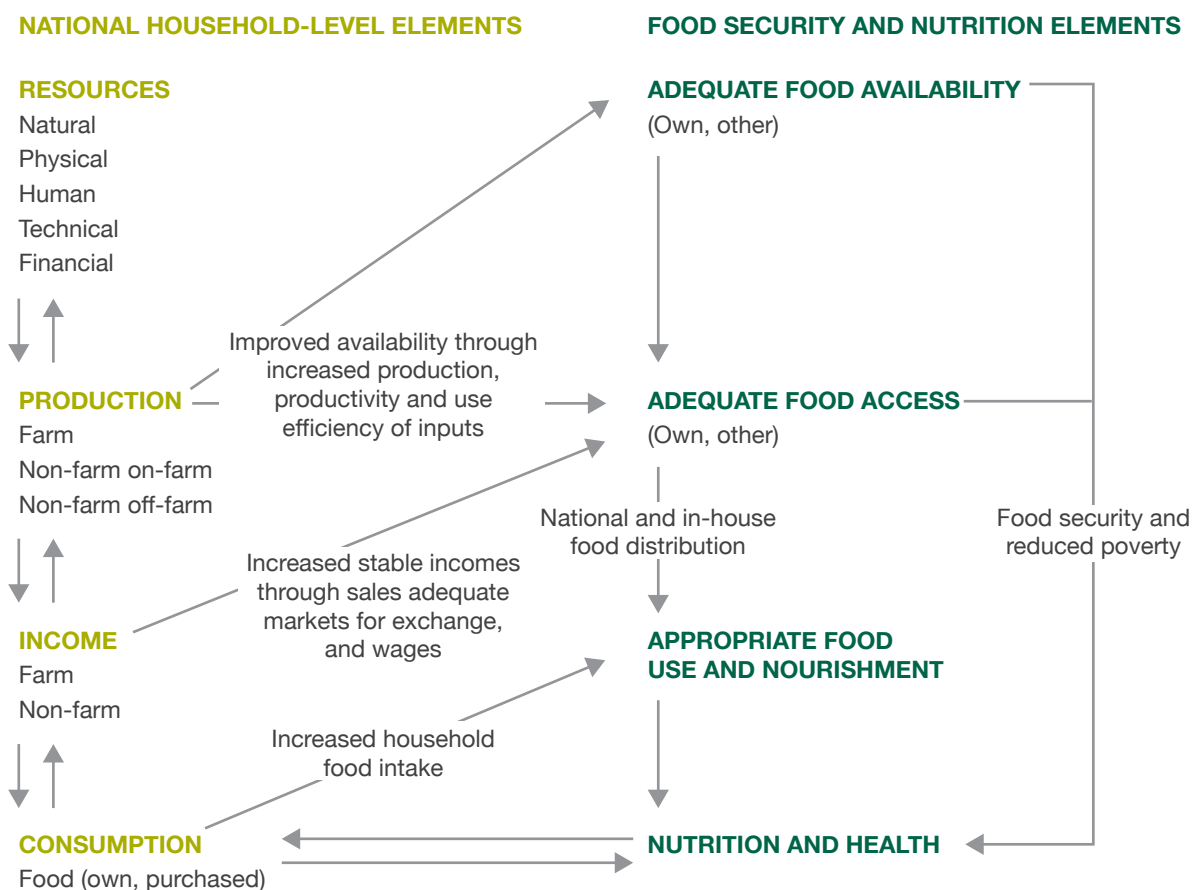 NATIONAL HOUSEHOLD-LEVEL ELEMENTS
RESOURCES
Natural
Physical
Human
Technical
Financial
PRODUCTION
Farm
Non-farm on-farm
Non-farm off-farm
INCOME
Farm
Non-farm
CONSUMPTION
Food (own, purchased)
Improved availability through
increased production,
productivity and use
efficiency of inputs
Increased stable incomes
through sales adequate
markets for exchange,
and wages
Increased household
food intake
FOOD SECURITY AND NUTRITION ELEMENTS
ADEQUATE FOOD AVAILABILITY
(Own, other)
ADEQUATE FOOD ACCESS
(Own, other)
National and in-house
food distribution
APPROPRIATE FOOD
USE AND NOURISHMENT
NUTRITION AND HEALTH
Food security and
reduced poverty